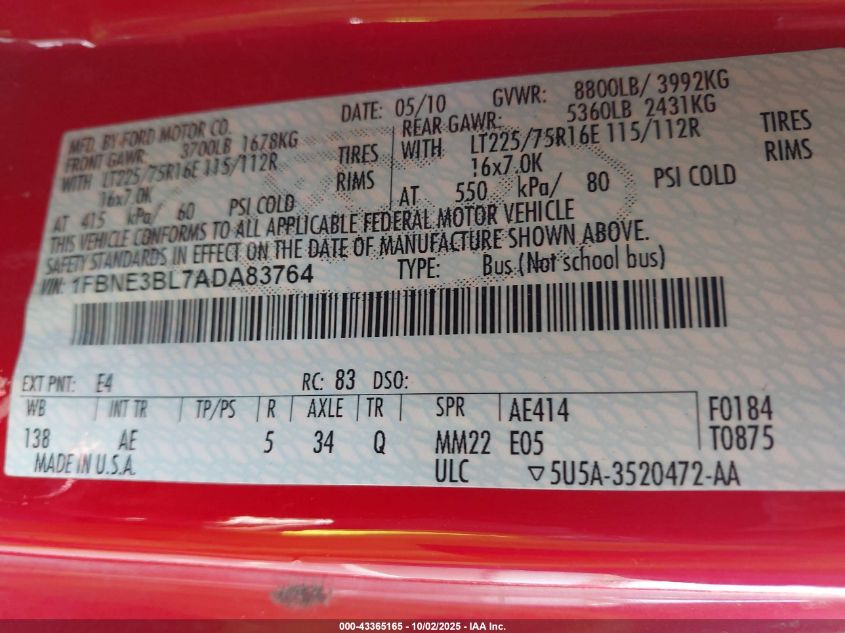 MFD. BY FORD MOTOR CO. DATE: 05/10 GVWR: 8800LB/ 3992KG
FRONT GAWR: 3700LB 1678KG REAR GAWR: 5360LB 2431KG
WITH LT225/75R16E 115/112R TIRES WITH LT225/75R16E 115/112R TIRES
16x7.0K RIMS 16x7.0K RIMS
AT 415 kPa/ 60 PSI COLD AT 550 kPa/ 80 PSI COLD
THIS VEHICLE CONFORMS TO ALL APPLICABLE FEDERAL MOTOR VEHICLE
SAFETY STANDARDS IN EFFECT ON THE DATE OF MANUFACTURE SHOWN ABOVE.
VIN: 1FBNE3BL7ADA83764 TYPE: Bus (Not school bus)
EXT PNT: E4 RC: 83 DSO:
WB INT TR TP/PS R AXLE TR SPR AE414 F0184
138 AE 5 34 Q MM22 E05 T0875
MADE IN U.S.A. ULC ▽5U5A-3520472-AA
000-43365165 - 10/02/2025 - IAA Inc.